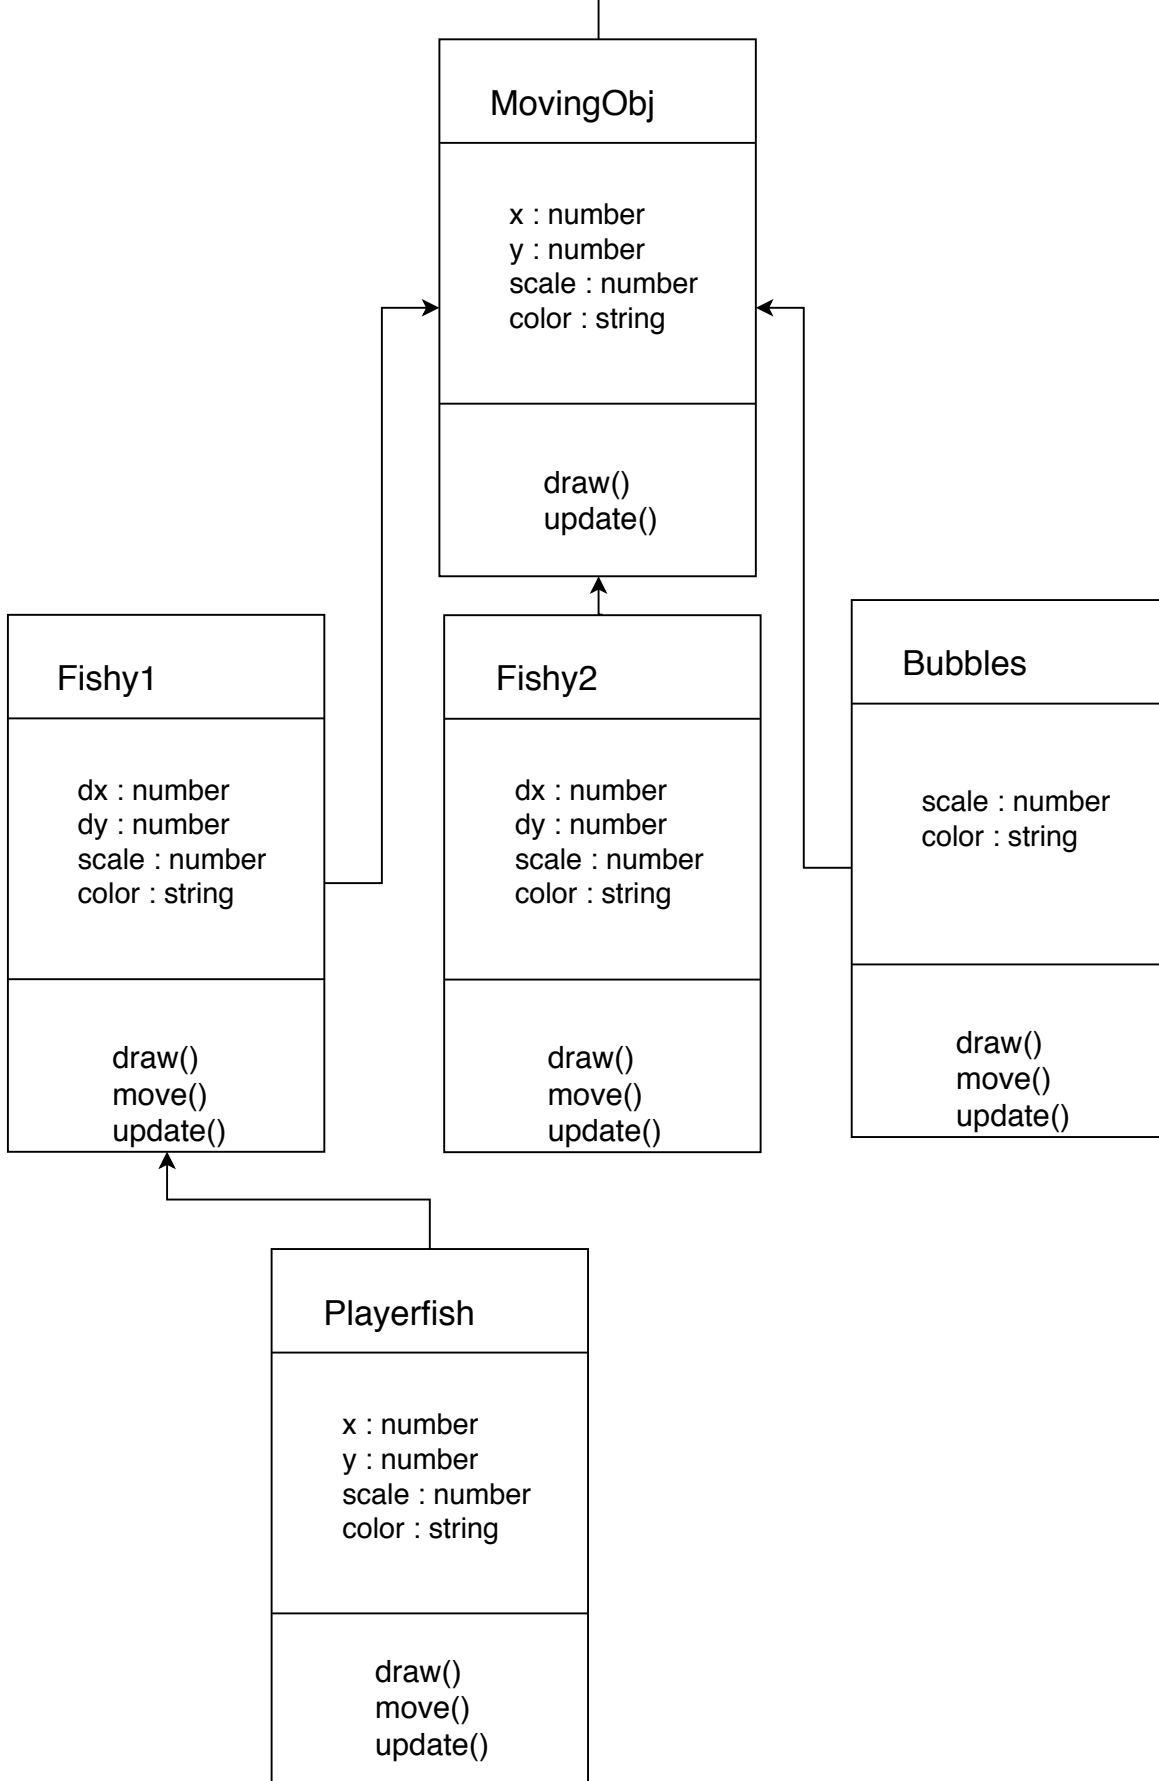 MovingObj
x : number
y : number
scale : number
color : string
draw()
update()
Fishy1
dx : number
dy : number
scale : number
color : string
draw()
move()
update()
Fishy2
dx : number
dy : number
scale : number
color : string
draw()
move()
update()
Bubbles
scale : number
color : string
draw()
move()
update()
Playerfish
x : number
y : number
scale : number
color : string
draw()
move()
update()